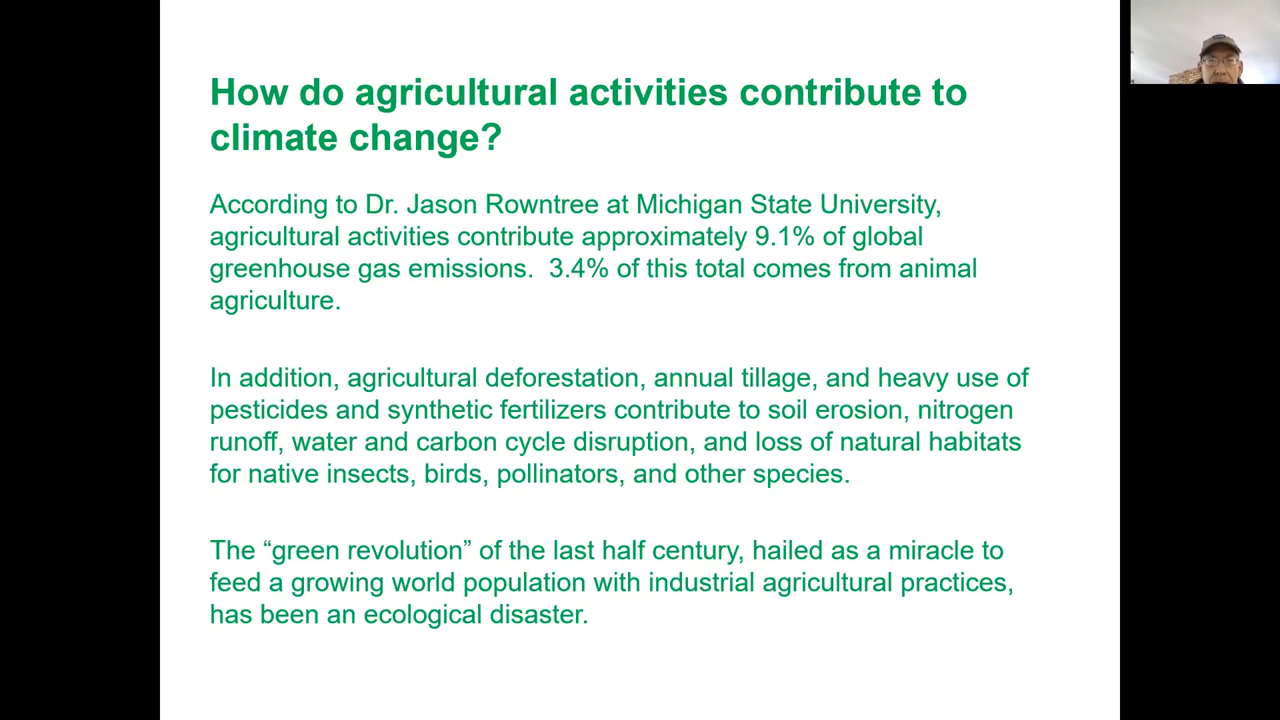 How do agricultural activities contribute to
climate change?
According to Dr. Jason Rowntree at Michigan State University,
agricultural activities contribute approximately 9.1% of global
greenhouse gas emissions.  3.4% of this total comes from animal
agriculture.
In addition, agricultural deforestation, annual tillage, and heavy use of
pesticides and synthetic fertilizers contribute to soil erosion, nitrogen
runoff, water and carbon cycle disruption, and loss of natural habitats
for native insects, birds, pollinators, and other species.
The “green revolution” of the last half century, hailed as a miracle to
feed a growing world population with industrial agricultural practices,
has been an ecological disaster.